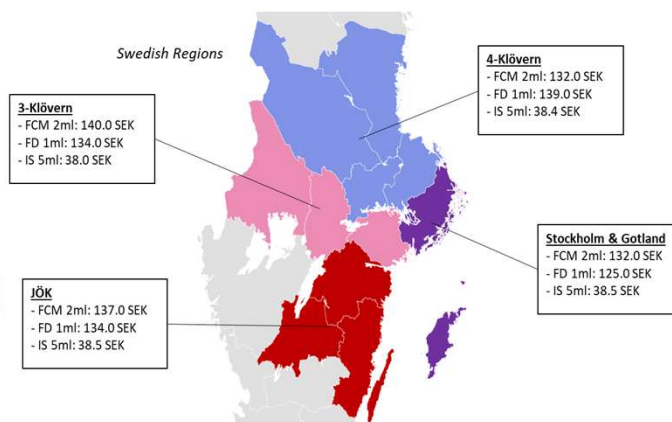 Swedish Regions
4-Klövern
- FCM 2ml: 132.0 SEK
- FD 1ml: 139.0 SEK
- IS 5ml: 38.4 SEK
3-Klövern
- FCM 2ml: 140.0 SEK
- FD 1ml: 134.0 SEK
- IS 5ml: 38.0 SEK
Stockholm & Gotland
- FCM 2ml: 132.0 SEK
- FD 1ml: 125.0 SEK
- IS 5ml: 38.5 SEK
JÖK
- FCM 2ml: 137.0 SEK
- FD 1ml: 134.0 SEK
- IS 5ml: 38.5 SEK